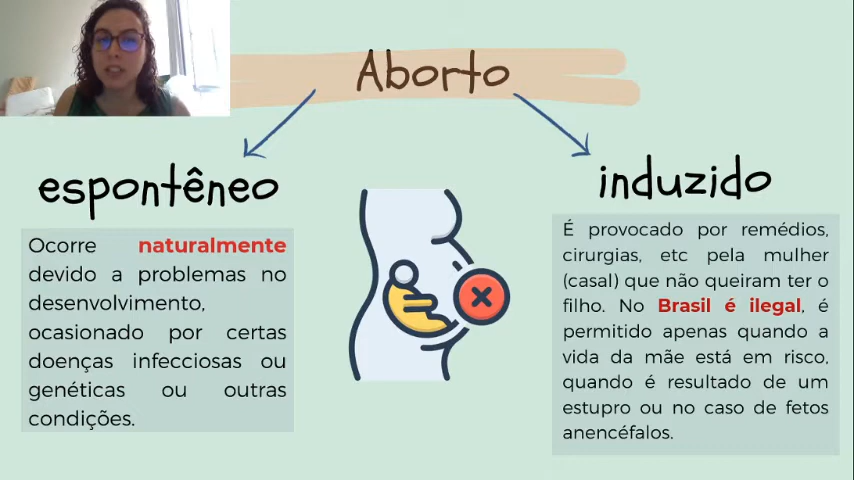 Aborto
espontêneo
Ocorre naturalmente
devido a problemas no
desenvolvimento,
ocasionado por certas
doenças infecciosas ou
genéticas ou outras
condições.
induzido
É provocado por remédios,
cirurgias, etc pela mulher
(casal) que não queiram ter o
filho. No Brasil é ilegal, é
permitido apenas quando a
vida da mãe está em risco,
quando é resultado de um
estupro ou no caso de fetos
anencéfalos.